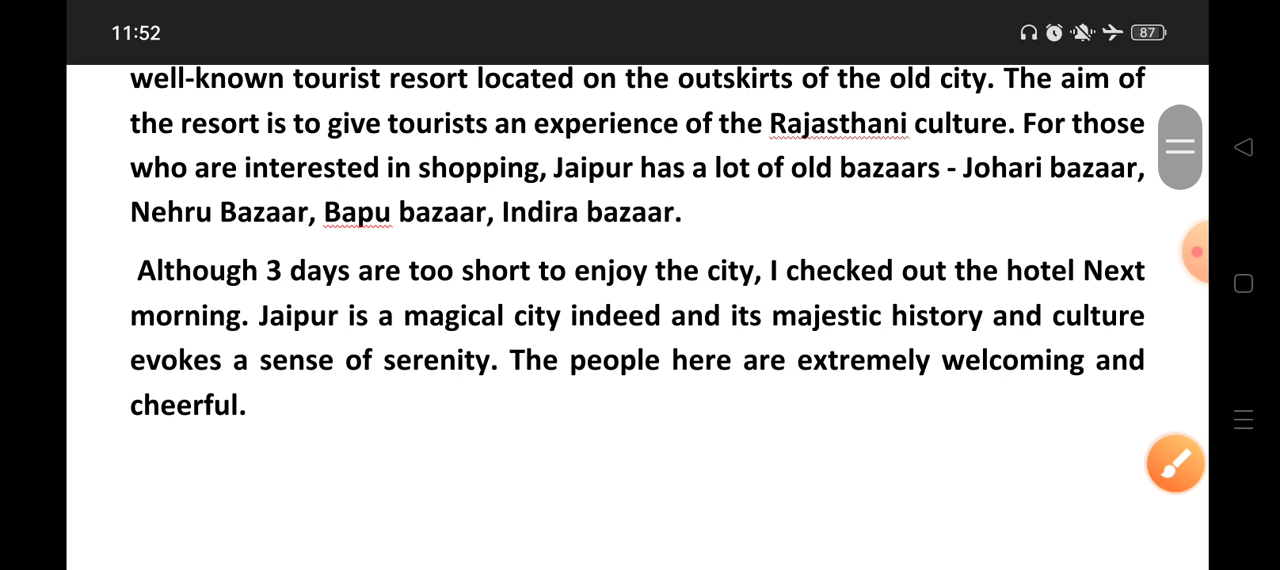 11:52
87
well-known tourist resort located on the outskirts of the old city. The aim of
the resort is to give tourists an experience of the Rajasthani culture. For those
who are interested in shopping, Jaipur has a lot of old bazaars - Johari bazaar,
Nehru Bazaar, Bapu bazaar, Indira bazaar.
Although 3 days are too short to enjoy the city, I checked out the hotel Next
morning. Jaipur is a magical city indeed and its majestic history and culture
evokes a sense of serenity. The people here are extremely welcoming and
cheerful.